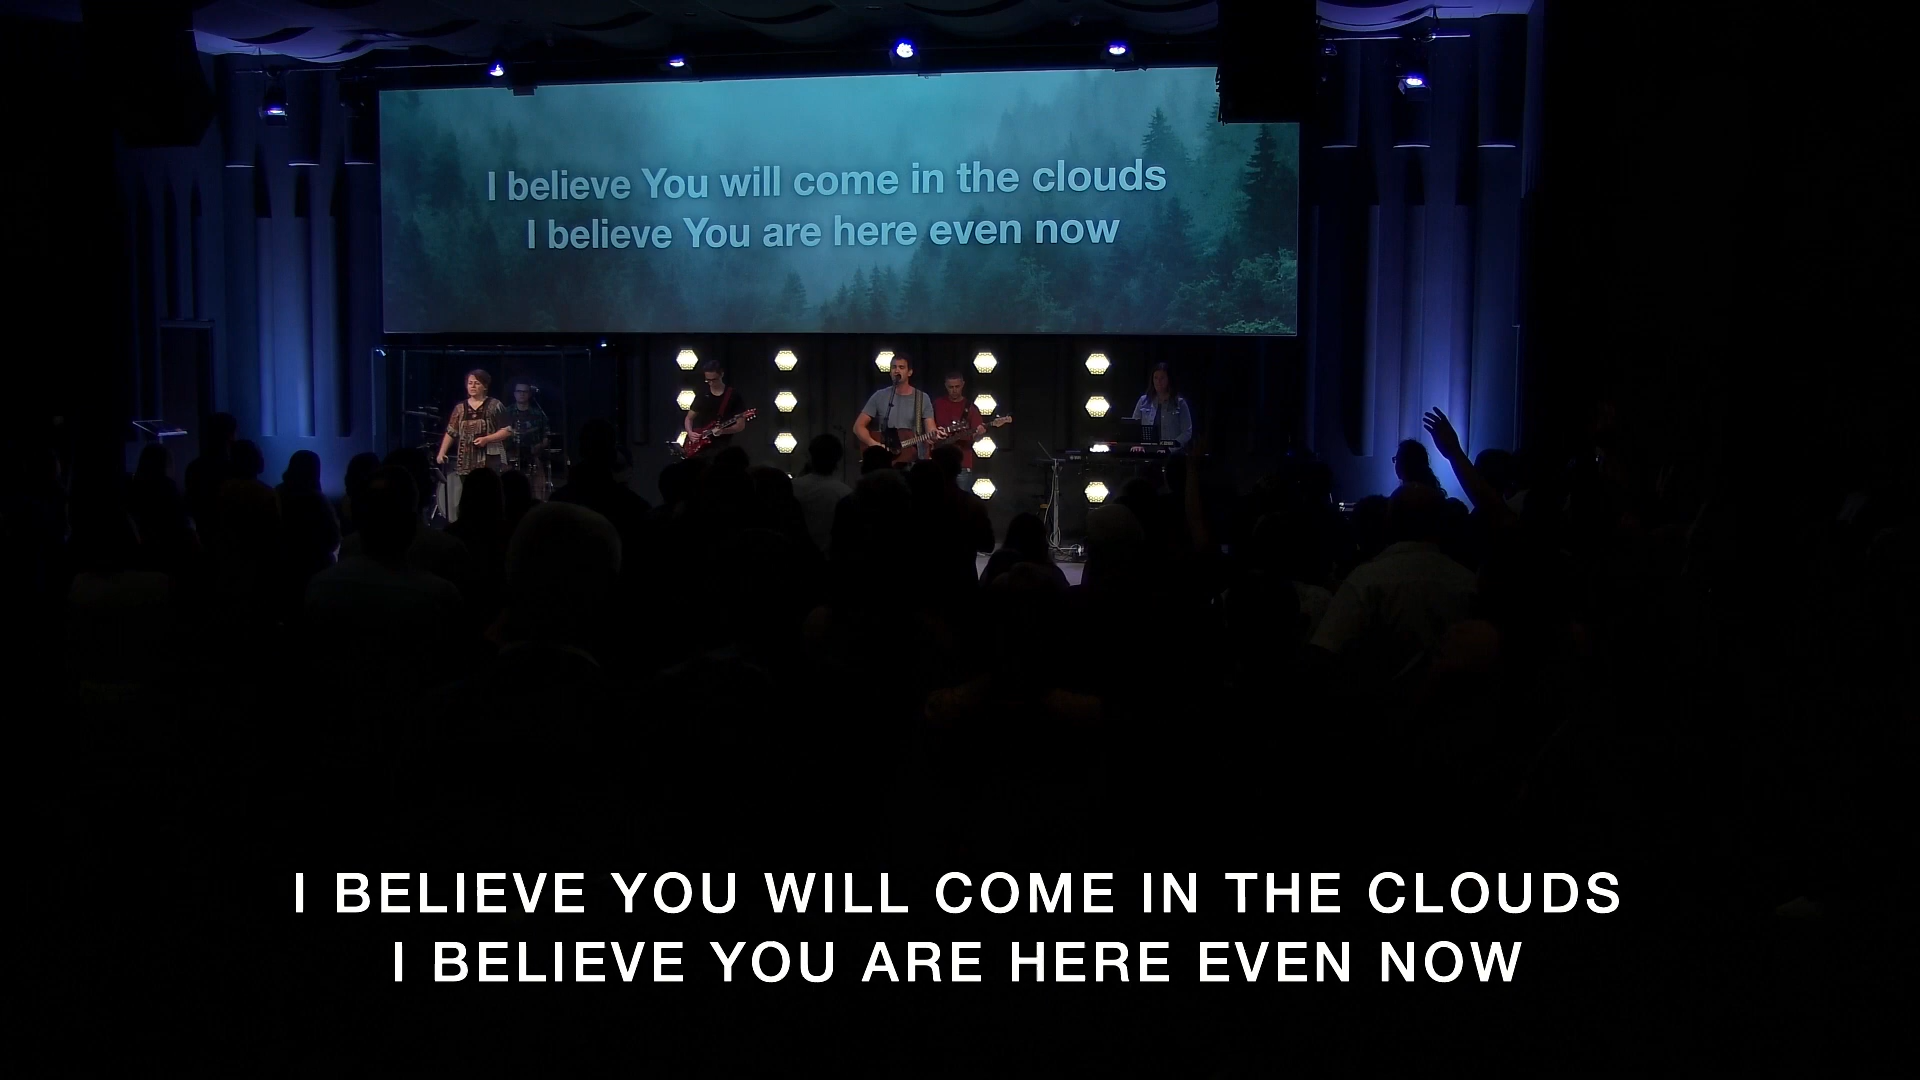 I believe You will come in the clouds
I believe You are here even now
I BELIEVE YOU WILL COME IN THE CLOUDS
I BELIEVE YOU ARE HERE EVEN NOW